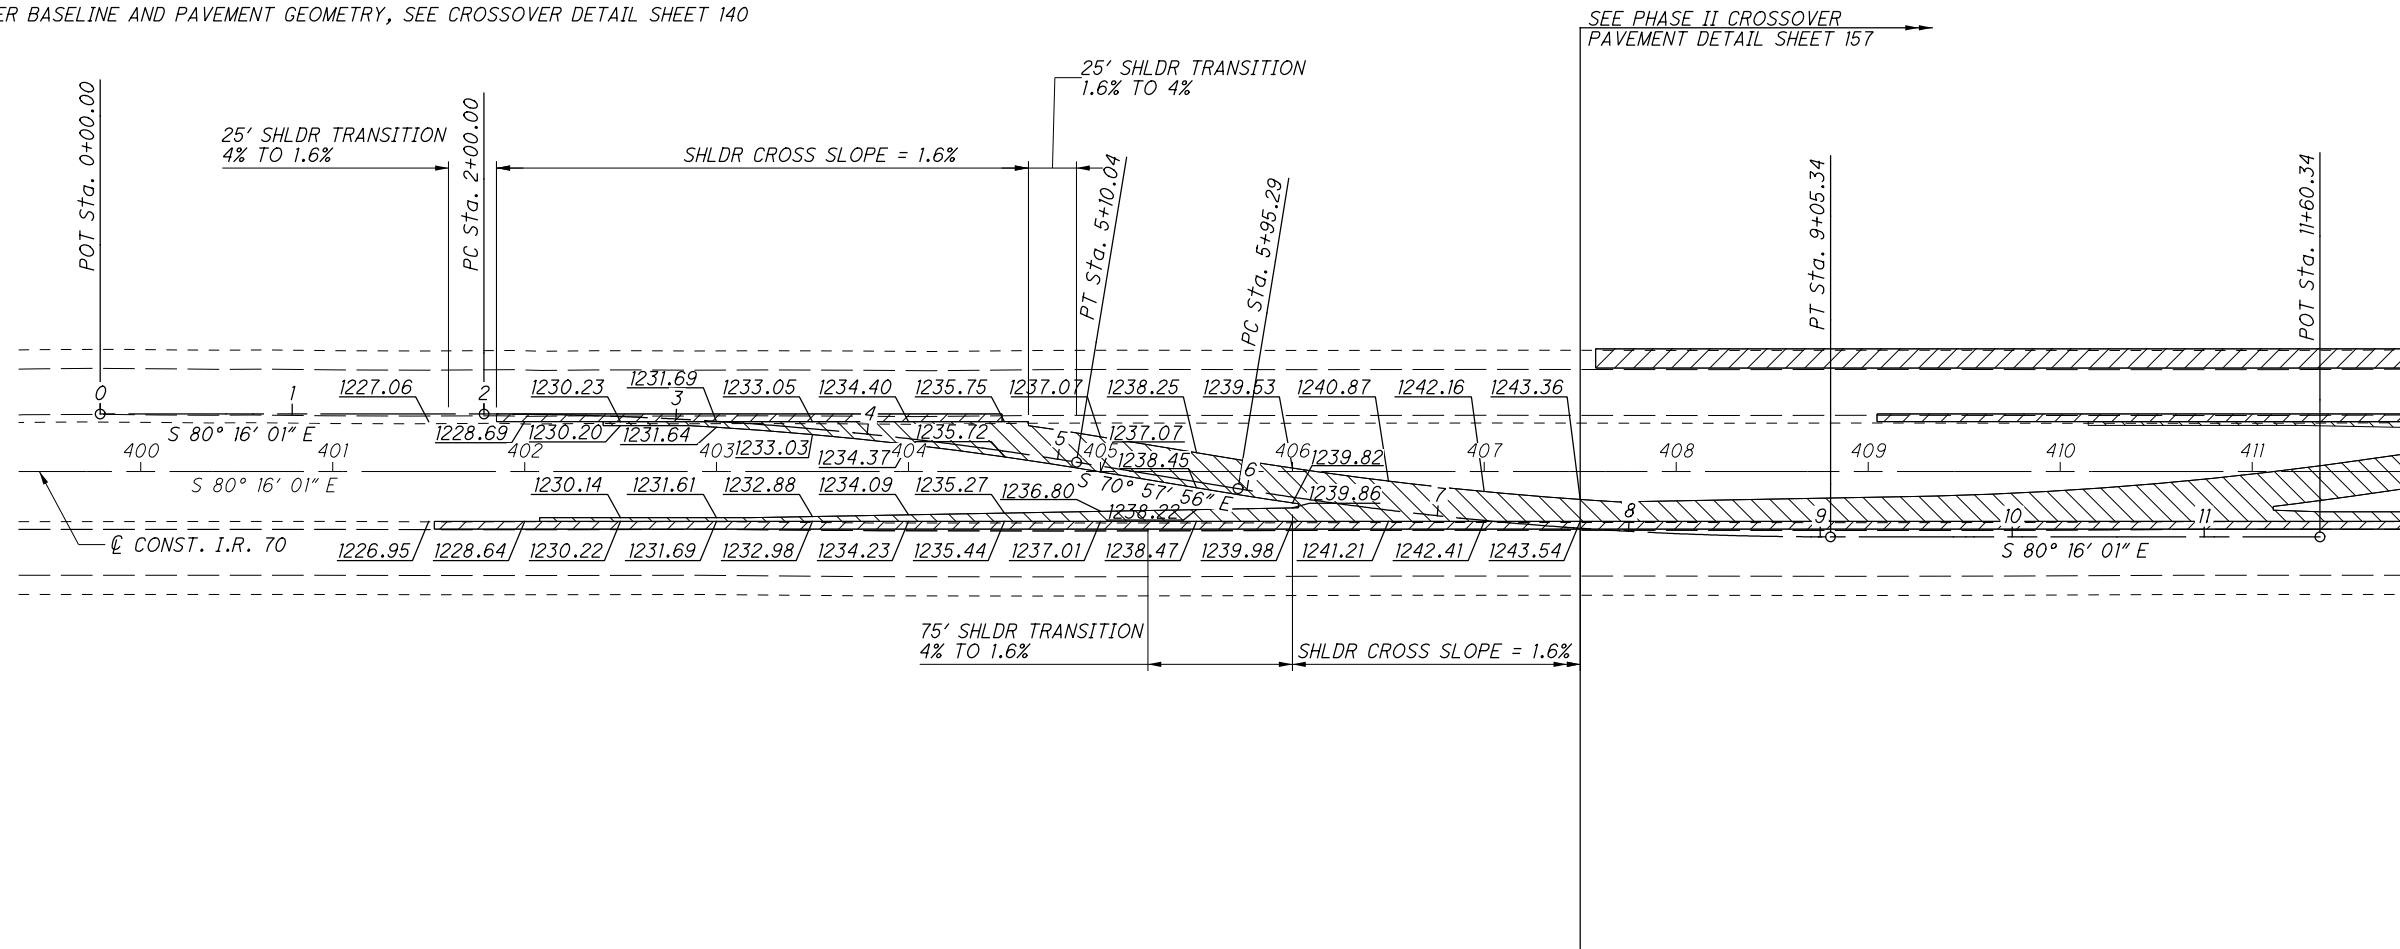 ER BASELINE AND PAVEMENT GEOMETRY, SEE CROSSOVER DETAIL SHEET 140
SEE PHASE II CROSSOVER
PAVEMENT DETAIL SHEET 157
25' SHLDR TRANSITION
1.6% TO 4%
25' SHLDR TRANSITION
4% TO 1.6%
SHLDR CROSS SLOPE = 1.6%
POT Sta. 0+00.00
PC Sta. 2+00.00
PT Sta. 5+10.04
PC Sta. 5+95.29
PT Sta. 9+05.34
POT Sta. 11+60.34
0 1 2 3 4 5 6 7 8 9 10 11
1227.06 1230.23 1231.69 1233.05 1234.40 1235.75 1237.07 1238.25 1239.53 1240.87 1242.16 1243.36
S 80° 16' 01" E
1228.69 1230.20 1231.64 1233.03 1234.37 1235.72 1237.07 1238.45 1239.82
400 401 402 403 404 405 406 407 408 409 410 411
S 80° 16' 01" E
S 70° 57' 56" E
1230.14 1231.61 1232.88 1234.09 1235.27 1236.80 1238.22 1239.86
℄ CONST. I.R. 70
1226.95 1228.64 1230.22 1231.69 1232.98 1234.23 1235.44 1237.01 1238.47 1239.98 1241.21 1242.41 1243.54
S 80° 16' 01" E
75' SHLDR TRANSITION
4% TO 1.6%
SHLDR CROSS SLOPE = 1.6%